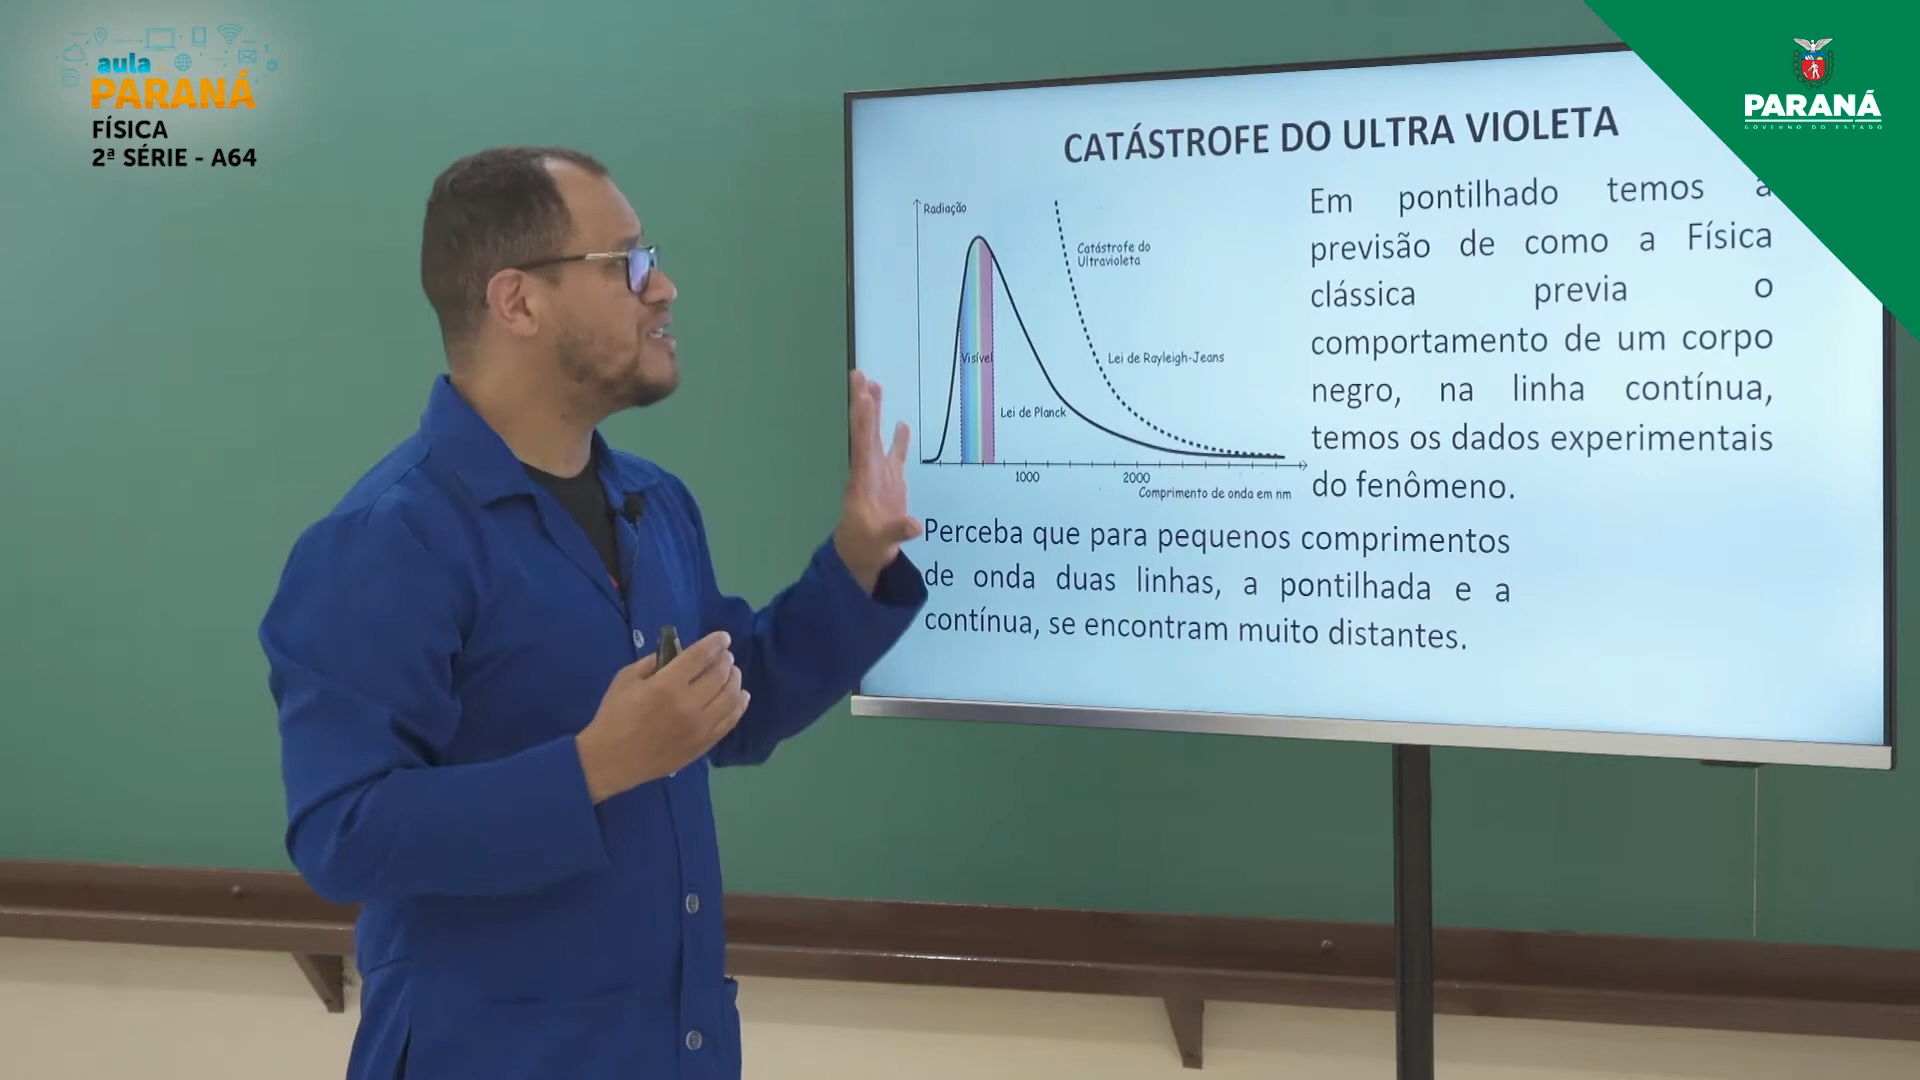 aula
PARANÁ
FÍSICA
2ª SÉRIE - A64
PARANÁ
GOVERNO DO ESTADO
CATÁSTROFE DO ULTRA VIOLETA
Radiação
Catástrofe do
Ultravioleta
Visível
Lei de Rayleigh-Jeans
Lei de Planck
1000
2000
Comprimento de onda em nm
Em pontilhado temos a
previsão de como a Física
clássica previa o
comportamento de um corpo
negro, na linha contínua,
temos os dados experimentais
do fenômeno.
Perceba que para pequenos comprimentos
de onda duas linhas, a pontilhada e a
contínua, se encontram muito distantes.